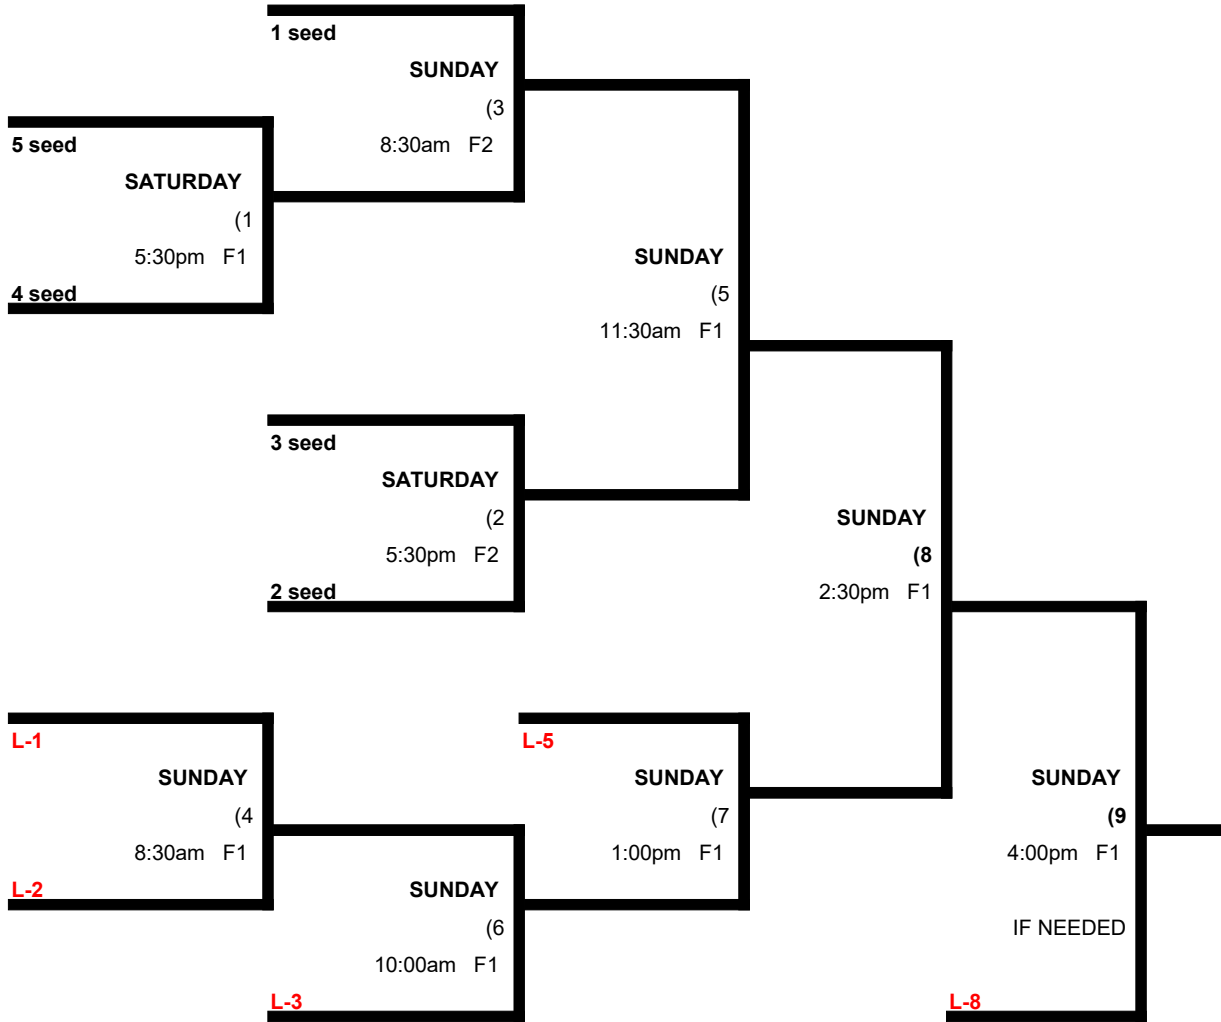 1 seed
SUNDAY
(3
8:30am F2
5 seed
SATURDAY
(1
5:30pm F1
4 seed
SUNDAY
(5
11:30am F1
3 seed
SATURDAY
(2
5:30pm F2
2 seed
SUNDAY
(8
2:30pm F1
L-1
SUNDAY
(4
8:30am F1
L-2
L-5
SUNDAY
(7
1:00pm F1
SUNDAY
(6
10:00am F1
L-3
SUNDAY
(9
4:00pm F1
IF NEEDED
L-8